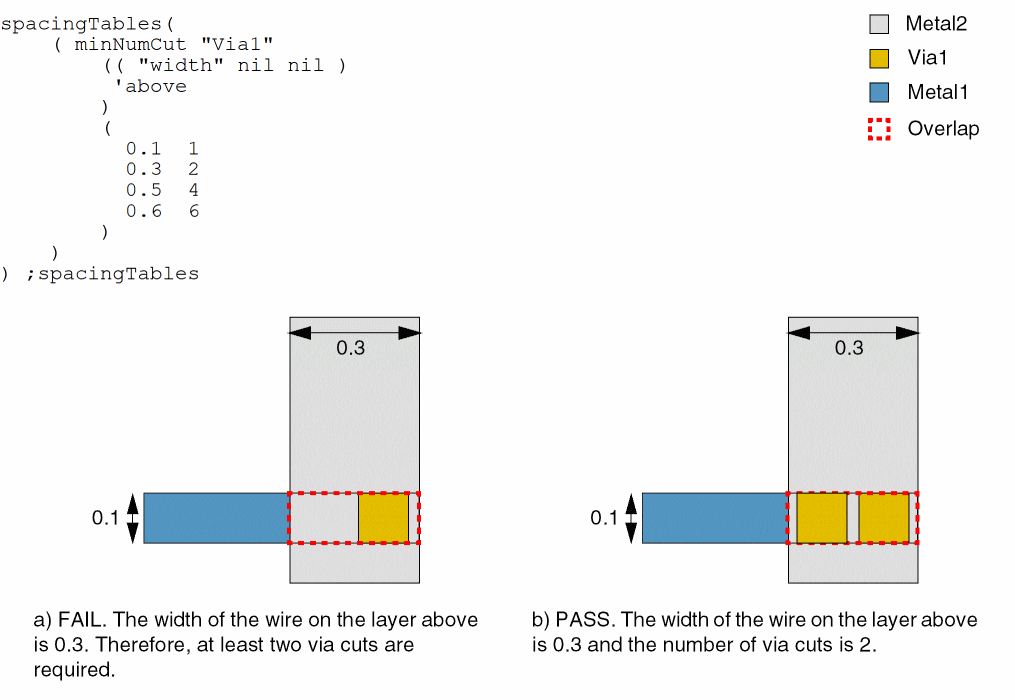 spacingTables(
( minNumCut "Via1"
(( "width" nil nil )
'above
)
(
0.1 1
0.3 2
0.5 4
0.6 6
)
)
) ;spacingTables
Metal2
Via1
Metal1
Overlap
0.3
0.1
a) FAIL. The width of the wire on the layer above
is 0.3. Therefore, at least two via cuts are
required.
0.3
0.1
b) PASS. The width of the wire on the layer above
is 0.3 and the number of via cuts is 2.